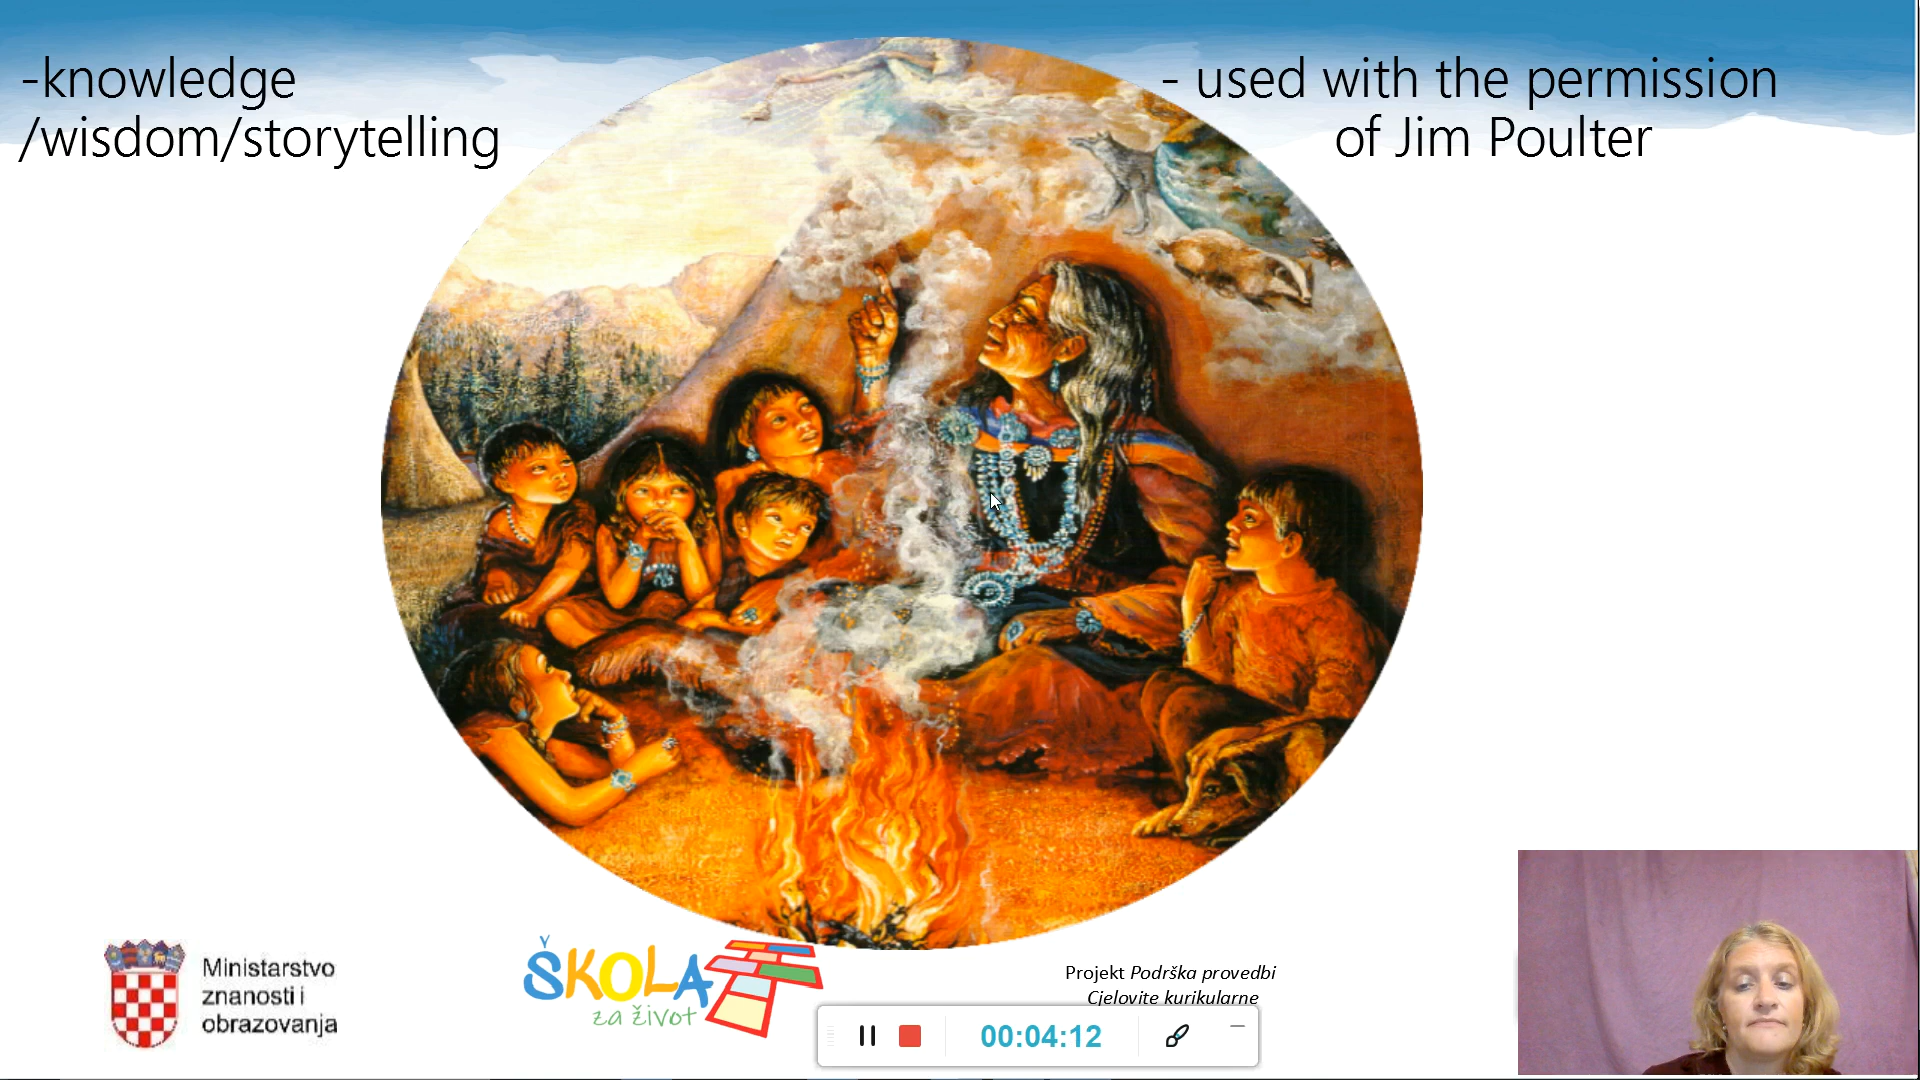 -knowledge
/wisdom/storytelling
- used with the permission
of Jim Poulter
Ministarstvo
znanosti i
obrazovanja
ŠKOLA
za život
Projekt Podrška provedbi
Cjelovite kurikularne
00:04:12